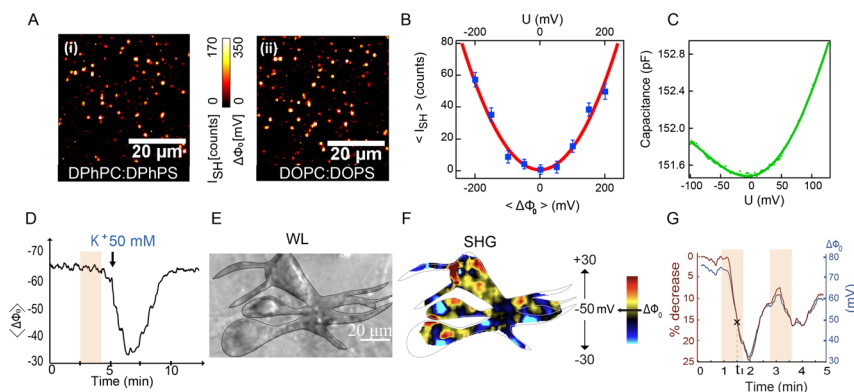 A
(i)
20 µm
DPhPC:DPhPS
0 170
I_SH[counts]
0 350
ΔΦ₀[mV]
(ii)
20 µm
DOPC:DOPS
B
U (mV)
-200 0 200
80
60
40
20
0
< I_SH > (counts)
-200 0 200
< ΔΦ₀ > (mV)
C
Capacitance (pF)
152.8
152.4
152.0
151.6
-100 -50 0 50 100
U (mV)
D
K⁺50 mM
-70
-60
-50
-40
-30
⟨ΔΦ₀⟩
0 5 10
Time (min)
E
WL
20 µm
F
SHG
+30
-50 mV
-30
ΔΦ₀
G
% decrease
0
5
10
15
20
25
ΔΦ₀
80
70
60
50
40
30
(mV)
0 1 t₁ 2 3 4 5
Time (min)